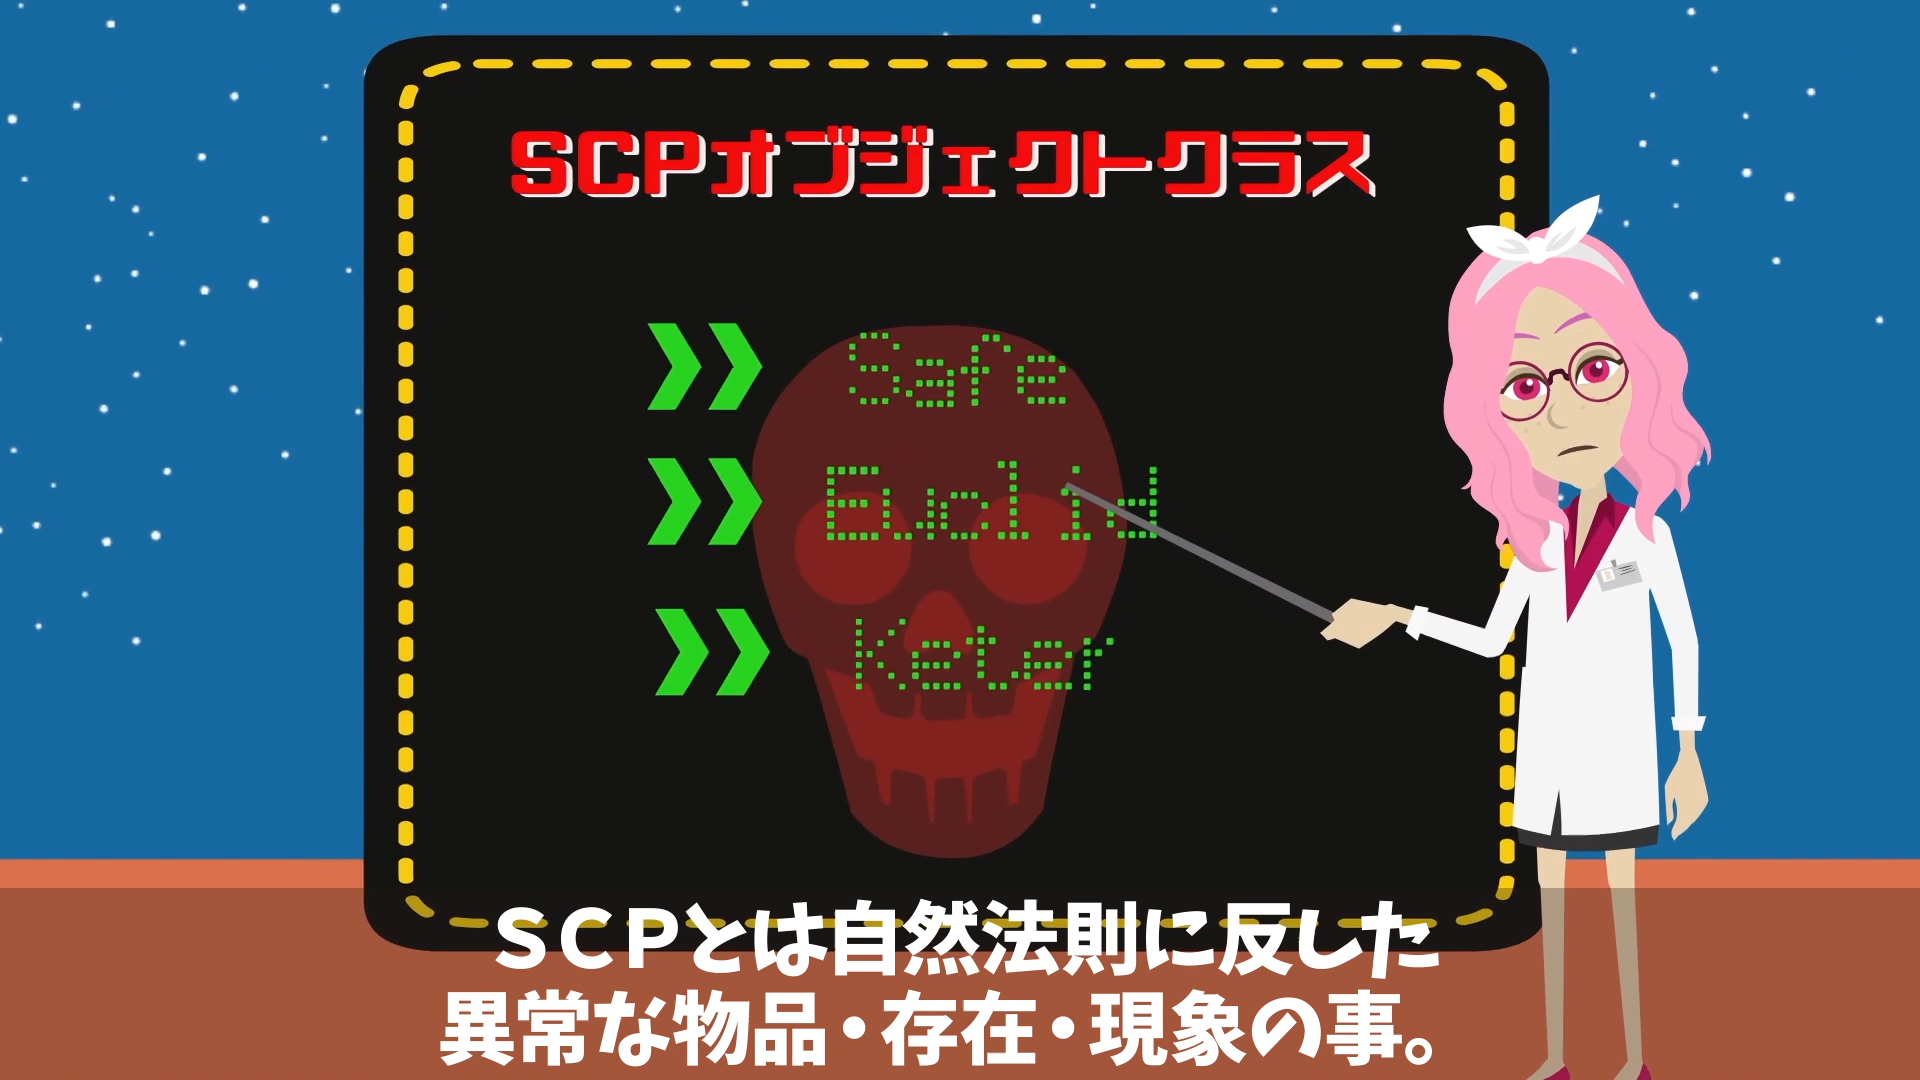 SCPオブジェクトクラス
Safe
Euclid
Keter
ＳＣＰとは自然法則に反した
異常な物品・存在・現象の事。